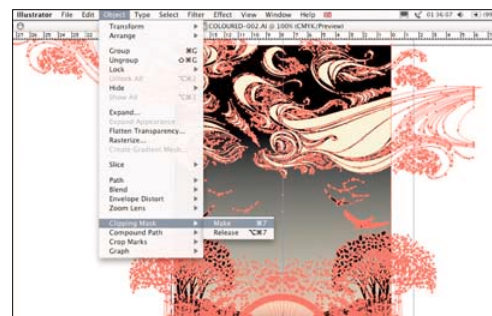 Illustrator File Edit Object Type Select Filter Effect View Window Help
COLOURED-002.AI @ 100% (CMYK/Preview)
Transform
Arrange
Group ⌘G
Ungroup ⇧⌘G
Lock
Unlock All ⌥⌘2
Hide
Show All ⌥⌘3
Expand...
Expand Appearance
Flatten Transparency...
Rasterize...
Create Gradient Mesh...
Slice
Path
Blend
Envelope Distort
Zoom Lens
Clipping Mask
Make ⌘7
Release ⌥⌘7
Compound Path
Crop Marks
Graph